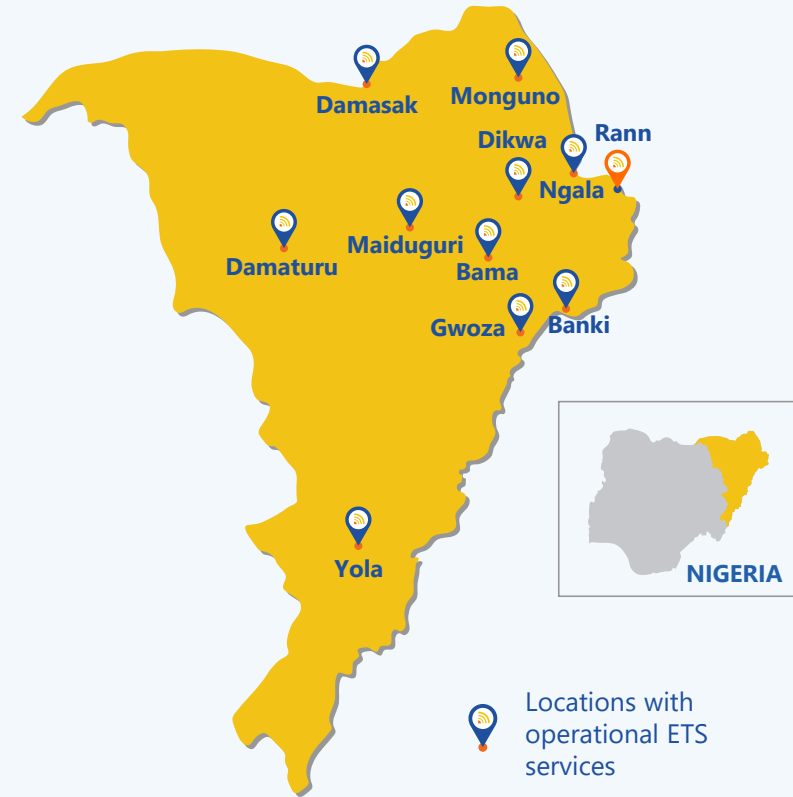 Damasak
Monguno
Dikwa
Rann
Ngala
Damaturu
Maiduguri
Bama
Gwoza
Banki
Yola
NIGERIA
Locations with
operational ETS
services